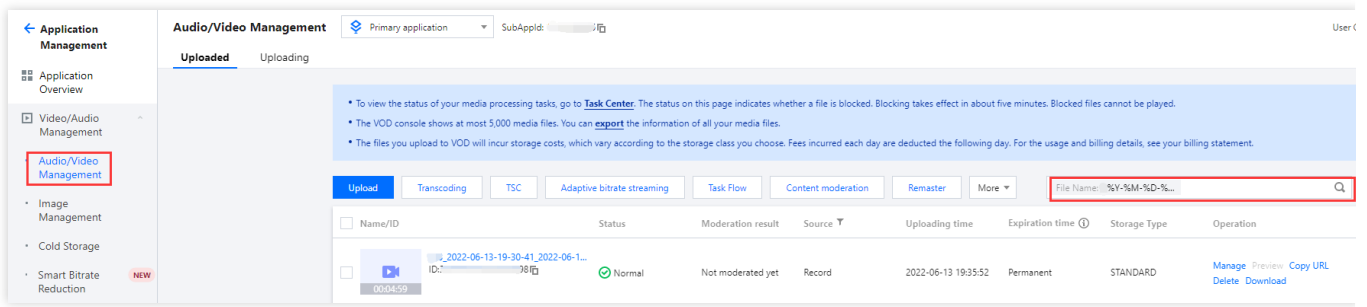 Application
Management
Audio/Video Management
Primary application
SubAppId:
User
Uploaded
Uploading
Application
Overview
Video/Audio
Management
Audio/Video
Management
Image
Management
Cold Storage
Smart Bitrate
Reduction
NEW
• To view the status of your media processing tasks, go to Task Center. The status on this page indicates whether a file is blocked. Blocking takes effect in about five minutes. Blocked files cannot be played.
• The VOD console shows at most 5,000 media files. You can export the information of all your media files.
• The files you upload to VOD will incur storage costs, which vary according to the storage class you choose. Fees incurred each day are deducted the following day. For the usage and billing details, see your billing statement.
Upload
Transcoding
TSC
Adaptive bitrate streaming
Task Flow
Content moderation
Remaster
More
File Name: %Y-%M-%D-%...
Name/ID
Status
Moderation result
Source
Uploading time
Expiration time
Storage Type
Operation
00:04:59
_2022-06-13-19-30-41_2022-06-1...
ID:
98
Normal
Not moderated yet
Record
2022-06-13 19:35:52
Permanent
STANDARD
Manage Preview Copy URL
Delete Download